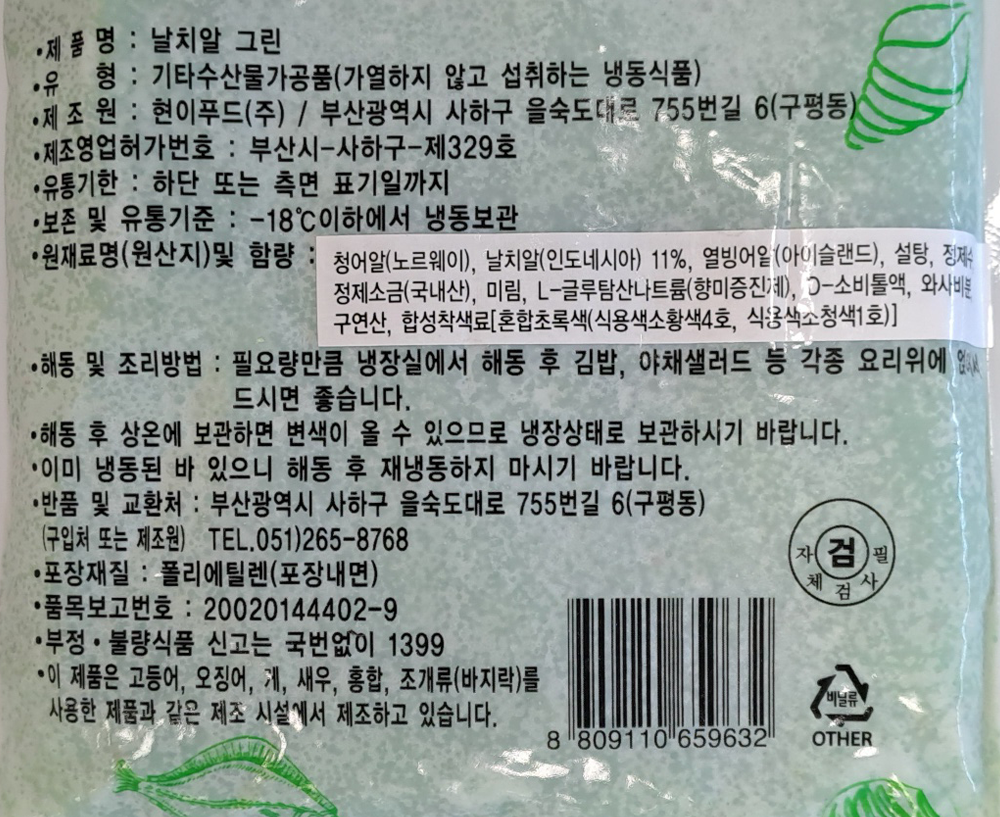 •제 품 명 : 날치알 그린
•유 형 : 기타수산물가공품(가열하지 않고 섭취하는 냉동식품)
•제 조 원 : 현이푸드(주) / 부산광역시 사하구 을숙도대로 755번길 6(구평동)
•제조영업허가번호 : 부산시-사하구-제329호
•유통기한 : 하단 또는 측면 표기일까지
•보존 및 유통기준 : -18℃이하에서 냉동보관
•원재료명(원산지)및 함량 :
청어알(노르웨이), 날치알(인도네시아) 11%, 열빙어알(아이슬랜드), 설탕, 정제수
정제소금(국내산), 미림, L-글루탐산나트륨(향미증진제), D-소비톨액, 와사비분
구연산, 합성착색료[혼합초록색(식용색소황색4호, 식용색소청색1호)]
•해동 및 조리방법 : 필요량만큼 냉장실에서 해동 후 김밥, 야채샐러드 등 각종 요리위에
드시면 좋습니다.
•해동 후 상온에 보관하면 변색이 올 수 있으므로 냉장상태로 보관하시기 바랍니다.
•이미 냉동된 바 있으니 해동 후 재냉동하지 마시기 바랍니다.
•반품 및 교환처 : 부산광역시 사하구 을숙도대로 755번길 6(구평동)
(구입처 또는 제조원) TEL.051)265-8768
•포장재질 : 폴리에틸렌(포장내면)
•품목보고번호 : 20020144402-9
•부정·불량식품 신고는 국번없이 1399
•이 제품은 고등어, 오징어, 게, 새우, 홍합, 조개류(바지락)를
사용한 제품과 같은 제조 시설에서 제조하고 있습니다.
자 검 필
체 검 사
8 809110 659632
비닐류
OTHER